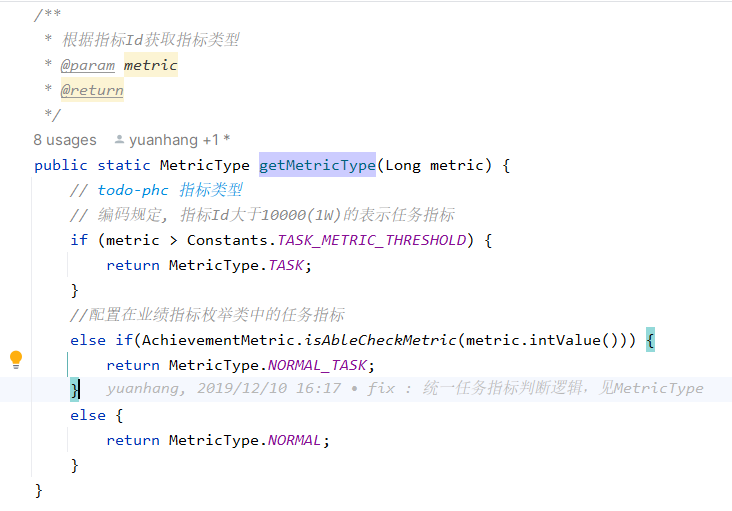 /**
 * 根据指标Id获取指标类型
 * @param metric
 * @return
 */
8 usages yuanhang +1 *
public static MetricType getMetricType(Long metric) {
    // todo-phc 指标类型
    // 编码规定, 指标Id大于10000(1W)的表示任务指标
    if (metric > Constants.TASK_METRIC_THRESHOLD) {
        return MetricType.TASK;
    }
    //配置在业绩指标枚举类中的任务指标
    else if(AchievementMetric.isAbleCheckMetric(metric.intValue())) {
        return MetricType.NORMAL_TASK;
    } yuanhang, 2019/12/10 16:17 • fix : 统一任务指标判断逻辑，见MetricType
    else {
        return MetricType.NORMAL;
    }
}